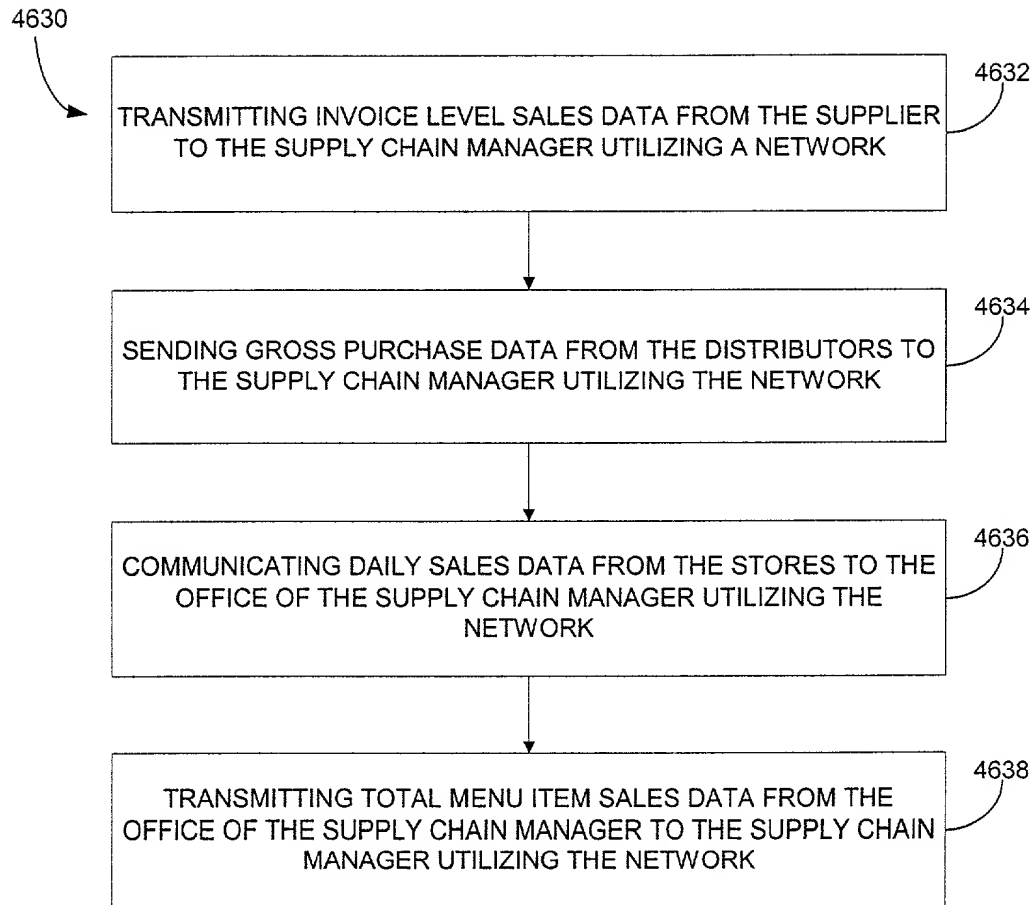 4630
4632
TRANSMITTING INVOICE LEVEL SALES DATA FROM THE SUPPLIER
TO THE SUPPLY CHAIN MANAGER UTILIZING A NETWORK
4634
SENDING GROSS PURCHASE DATA FROM THE DISTRIBUTORS TO
THE SUPPLY CHAIN MANAGER UTILIZING THE NETWORK
4636
COMMUNICATING DAILY SALES DATA FROM THE STORES TO THE
OFFICE OF THE SUPPLY CHAIN MANAGER UTILIZING THE
NETWORK
4638
TRANSMITTING TOTAL MENU ITEM SALES DATA FROM THE
OFFICE OF THE SUPPLY CHAIN MANAGER TO THE SUPPLY CHAIN
MANAGER UTILIZING THE NETWORK